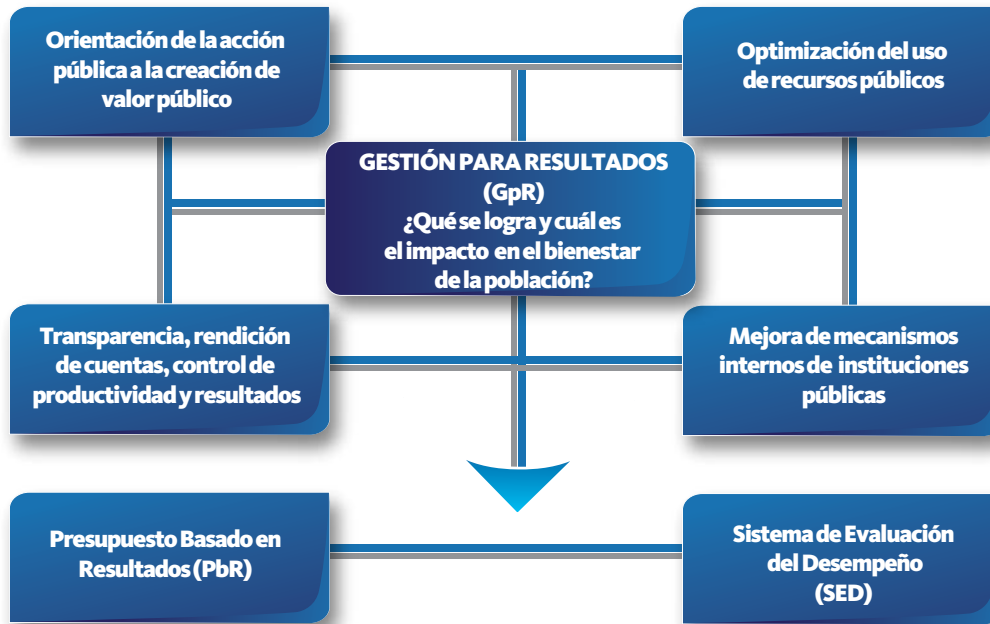 Orientación de la acción
pública a la creación de
valor público
Optimización del uso
de recursos públicos
GESTIÓN PARA RESULTADOS
(GpR)
¿Qué se logra y cuál es
el impacto en el bienestar
de la población?
Transparencia, rendición
de cuentas, control de
productividad y resultados
Mejora de mecanismos
internos de instituciones
públicas
Presupuesto Basado en
Resultados (PbR)
Sistema de Evaluación
del Desempeño
(SED)